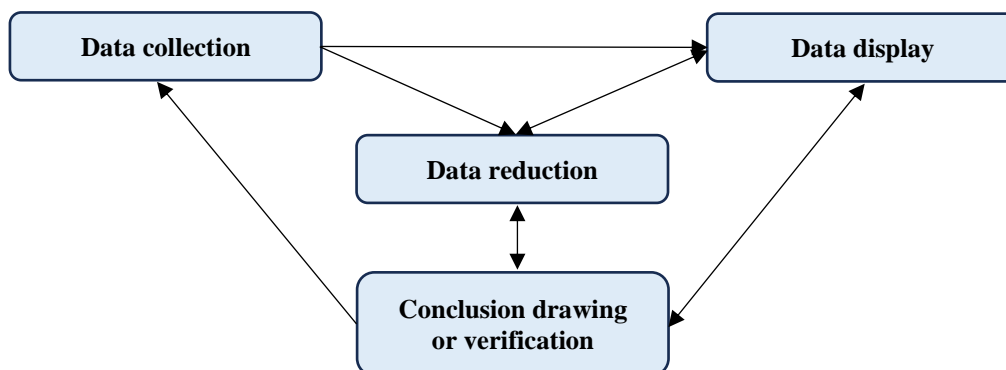 Data collection
Data display
Data reduction
Conclusion drawing
or verification